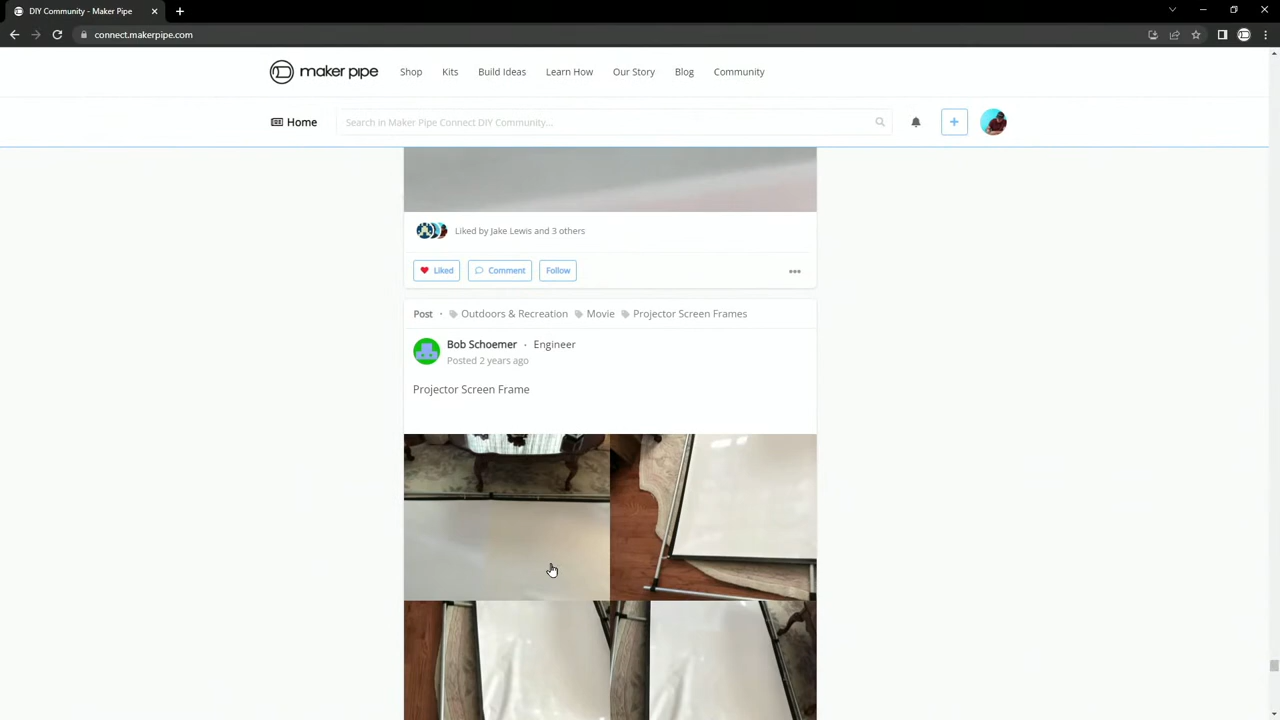 DIY Community - Maker Pipe
connect.makerpipe.com
maker pipe
Shop Kits Build Ideas Learn How Our Story Blog Community
Home
Search in Maker Pipe Connect DIY Community...
Liked by Jake Lewis and 3 others
Liked Comment Follow
Post · Outdoors & Recreation Movie Projector Screen Frames
Bob Schoemer · Engineer
Posted 2 years ago
Projector Screen Frame